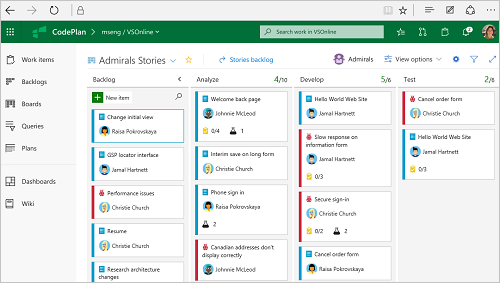 CodePlan
mseng / VSOnline
Search work in VSOnline
2
Work items
Backlogs
Boards
Queries
Plans
Dashboards
Wiki
Admirals Stories
Stories backlog
Admirals
View options
Backlog
New item
Change initial view
Raisa Pokrovskaya
GSP locator interface
Jamal Hartnett
Performance issues
Christie Church
Resume
Christie Church
Research architecture
changes
Analyze
4/10
Welcome back page
Johnnie McLeod
0/4
1
Interim save on long form
Christie Church
Phone sign in
Raisa Pokrovskaya
2
Canadian addresses don't
display correctly
Johnnie McLeod
Develop
5/6
Hello World Web Site
Jamal Hartnett
Slow response on
information form
Jamal Hartnett
0/3
Secure sign-in
Christie Church
0/2
2
Cancel order form
Raisa Pokrovskaya
Test
2/8
Cancel order form
Christie Church
Hello World Web Site
Jamal Hartnett
0/3